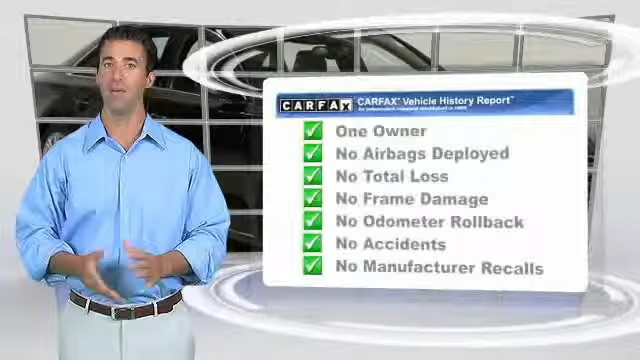 CARFAX CARFAX Vehicle History Report™
One Owner
No Airbags Deployed
No Total Loss
No Frame Damage
No Odometer Rollback
No Accidents
No Manufacturer Recalls